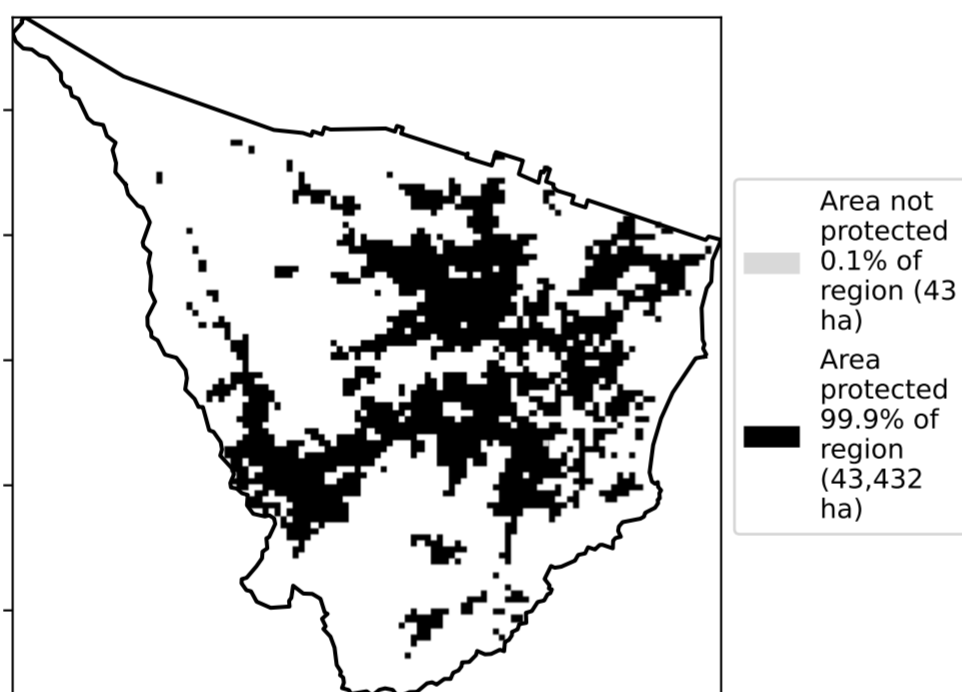 Area not
protected
0.1% of
region (43
ha)
Area
protected
99.9% of
region
(43,432
ha)